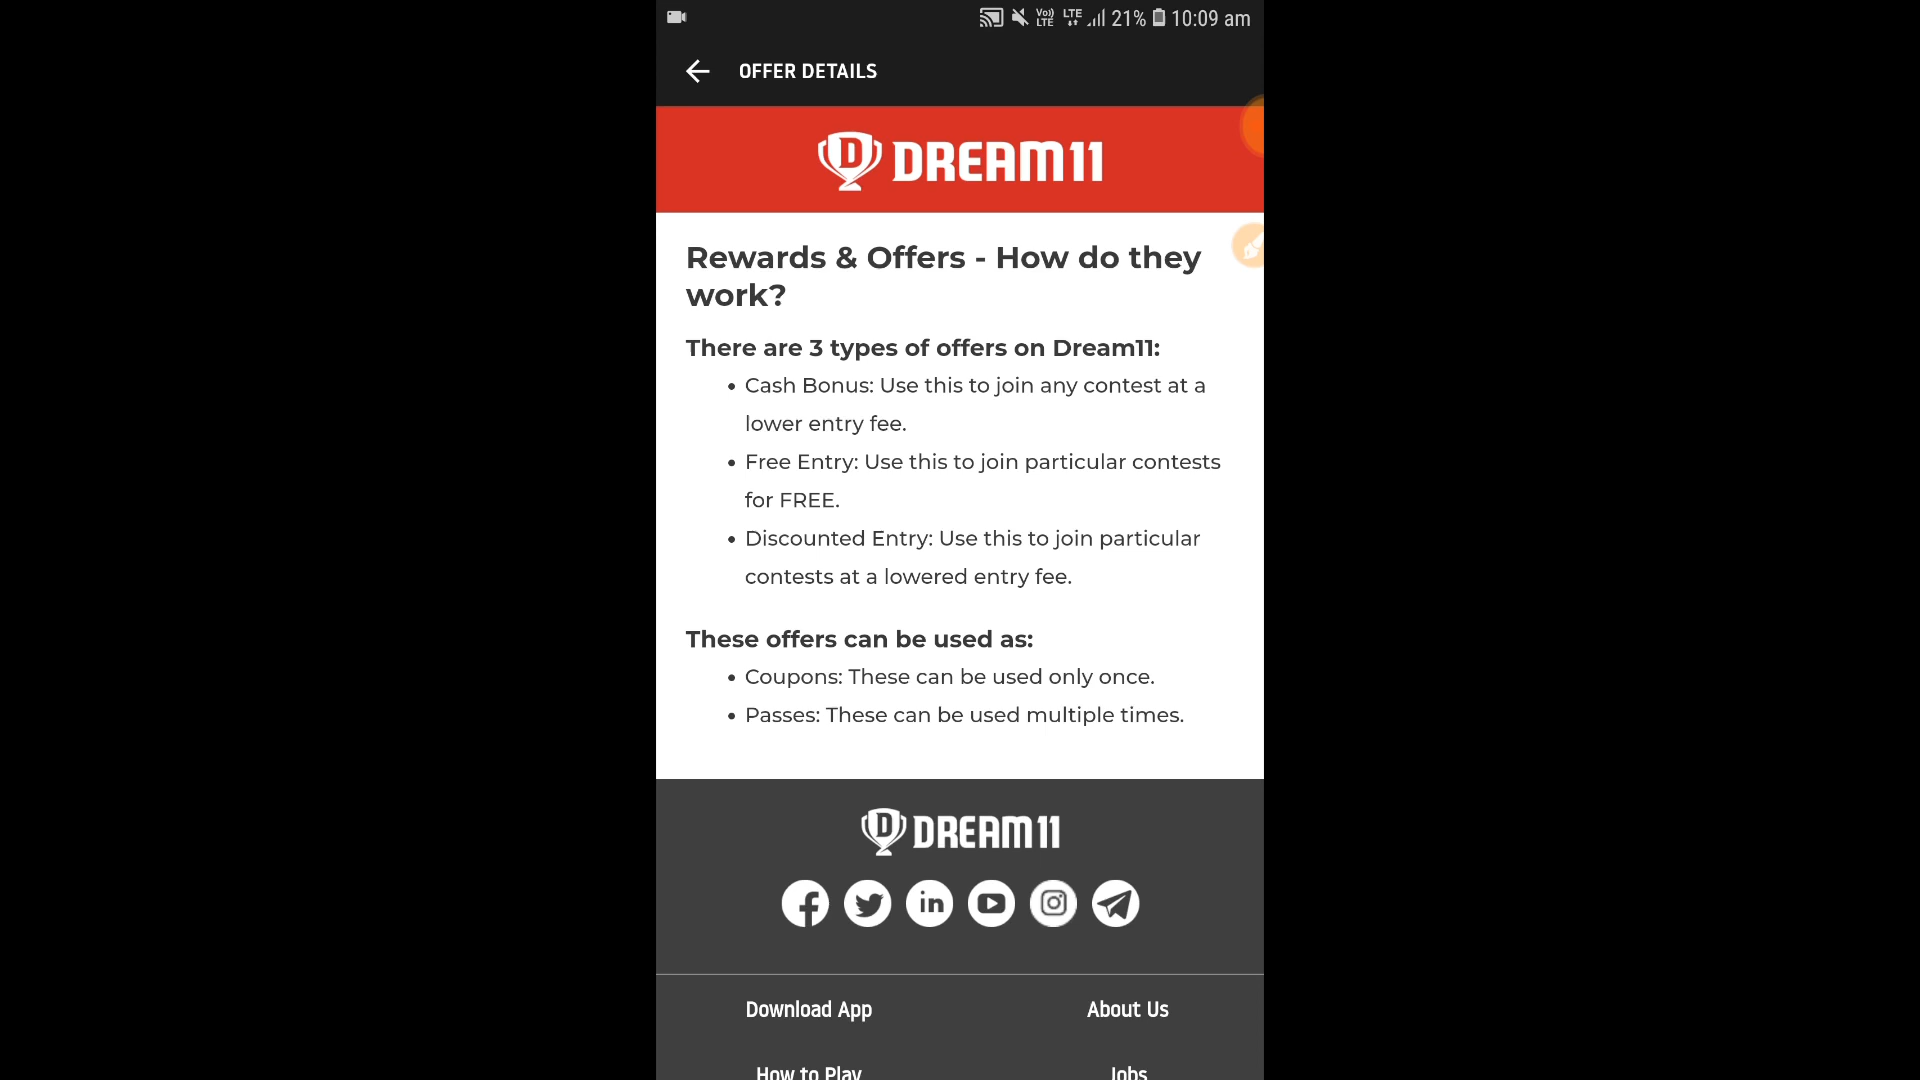 Vo)) LTE LTE 21% 10:09 am
OFFER DETAILS
D DREAM11
Rewards & Offers - How do they
work?
There are 3 types of offers on Dream11:
• Cash Bonus: Use this to join any contest at a
lower entry fee.
• Free Entry: Use this to join particular contests
for FREE.
• Discounted Entry: Use this to join particular
contests at a lowered entry fee.
These offers can be used as:
• Coupons: These can be used only once.
• Passes: These can be used multiple times.
D DREAM11
Download App About Us
How to Play Jobs